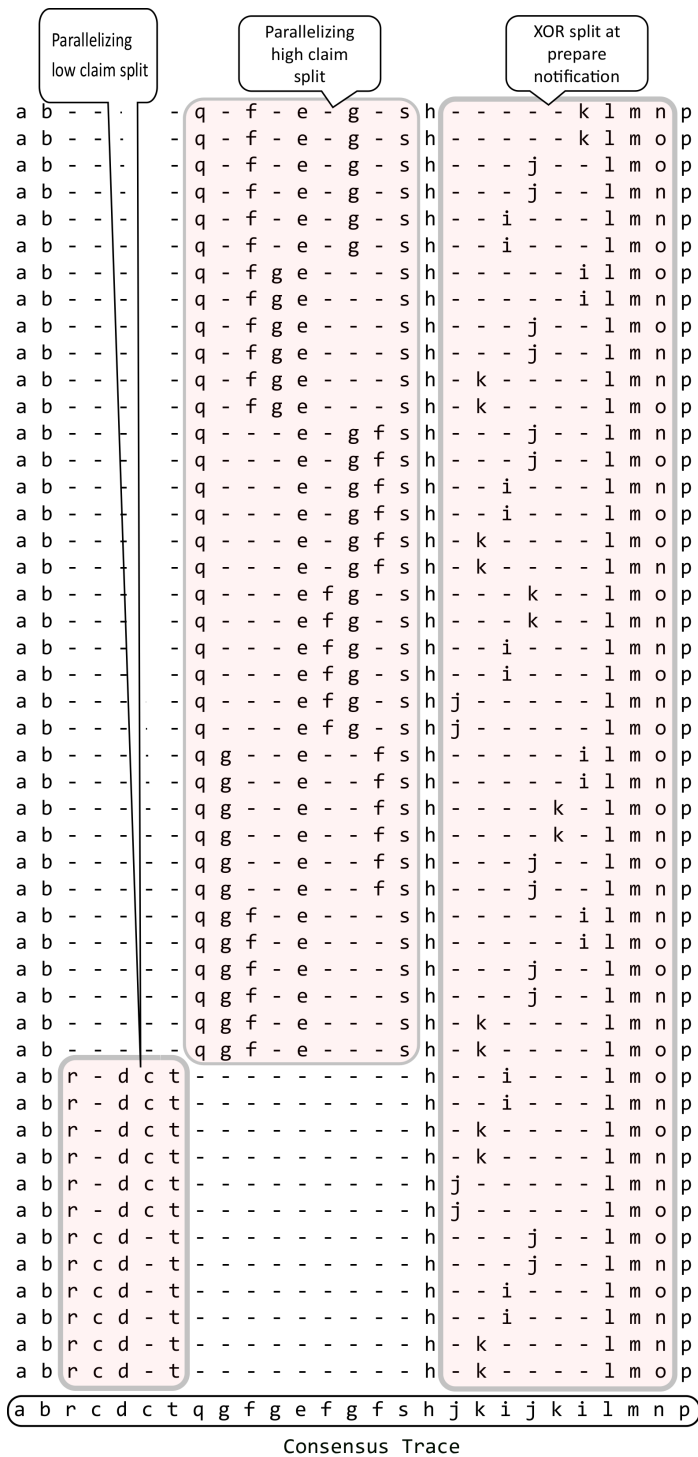 Parallelizing
low claim split
Parallelizing
high claim
split
XOR split at
prepare
notification
a b - - - - q - f - e - g - s h - - - - - k l m n p
a b - - - - q - f - e - g - s h - - - - - k l m o p
a b - - - - q - f - e - g - s h - - - j - - l m o p
a b - - - - q - f - e - g - s h - - - j - - l m n p
a b - - - - q - f - e - g - s h - - i - - - l m n p
a b - - - - q - f - e - g - s h - - i - - - l m o p
a b - - - - q - f g e - - - s h - - - - - i l m o p
a b - - - - q - f g e - - - s h - - - - - i l m n p
a b - - - - q - f g e - - - s h - - - j - - l m o p
a b - - - - q - f g e - - - s h - - - j - - l m n p
a b - - - - q - f g e - - - s h - k - - - - l m n p
a b - - - - q - f g e - - - s h - k - - - - l m o p
a b - - - - - q - - - e - g f s h - - - j - - l m n p
a b - - - - - q - - - e - g f s h - - - j - - l m o p
a b - - - - - q - - - e - g f s h - - i - - - l m n p
a b - - - - - q - - - e - g f s h - - i - - - l m o p
a b - - - - - q - - - e - g f s h - k - - - - l m o p
a b - - - - - q - - - e - g f s h - k - - - - l m n p
a b - - - - - q - - - e f g - s h - - - k - - l m o p
a b - - - - - q - - - e f g - s h - - - k - - l m n p
a b - - - - - q - - - e f g - s h - - i - - - l m n p
a b - - - - - q - - - e f g - s h - - i - - - l m o p
a b - - - - - q - - - e f g - s h j - - - - - l m n p
a b - - - - - q - - - e f g - s h j - - - - - l m o p
a b - - - - - q g - - e - - f s h - - - - - i l m o p
a b - - - - - q g - - e - - f s h - - - - - i l m n p
a b - - - - - q g - - e - - f s h - - - - k - l m o p
a b - - - - - q g - - e - - f s h - - - - k - l m n p
a b - - - - - q g - - e - - f s h - - - j - - l m o p
a b - - - - - q g - - e - - f s h - - - j - - l m n p
a b - - - - - q g f - e - - - s h - - - - - i l m n p
a b - - - - - q g f - e - - - s h - - - - - i l m o p
a b - - - - - q g f - e - - - s h - - - j - - l m o p
a b - - - - - q g f - e - - - s h - - - j - - l m n p
a b - - - - - q g f - e - - - s h - k - - - - l m n p
a b - - - - - q g f - e - - - s h - k - - - - l m o p
a b r - d c t - - - - - - - - - h - - i - - - l m o p
a b r - d c t - - - - - - - - - h - - i - - - l m n p
a b r - d c t - - - - - - - - - h - k - - - - l m o p
a b r - d c t - - - - - - - - - h - k - - - - l m n p
a b r - d c t - - - - - - - - - h j - - - - - l m n p
a b r - d c t - - - - - - - - - h j - - - - - l m o p
a b r c d - t - - - - - - - - - h - - - j - - l m o p
a b r c d - t - - - - - - - - - h - - - j - - l m n p
a b r c d - t - - - - - - - - - h - - i - - - l m o p
a b r c d - t - - - - - - - - - h - - i - - - l m n p
a b r c d - t - - - - - - - - - h - k - - - - l m n p
a b r c d - t - - - - - - - - - h - k - - - - l m o p
a b r c d c t q g f g e f g f s h j k i j k i l m n p
Consensus Trace